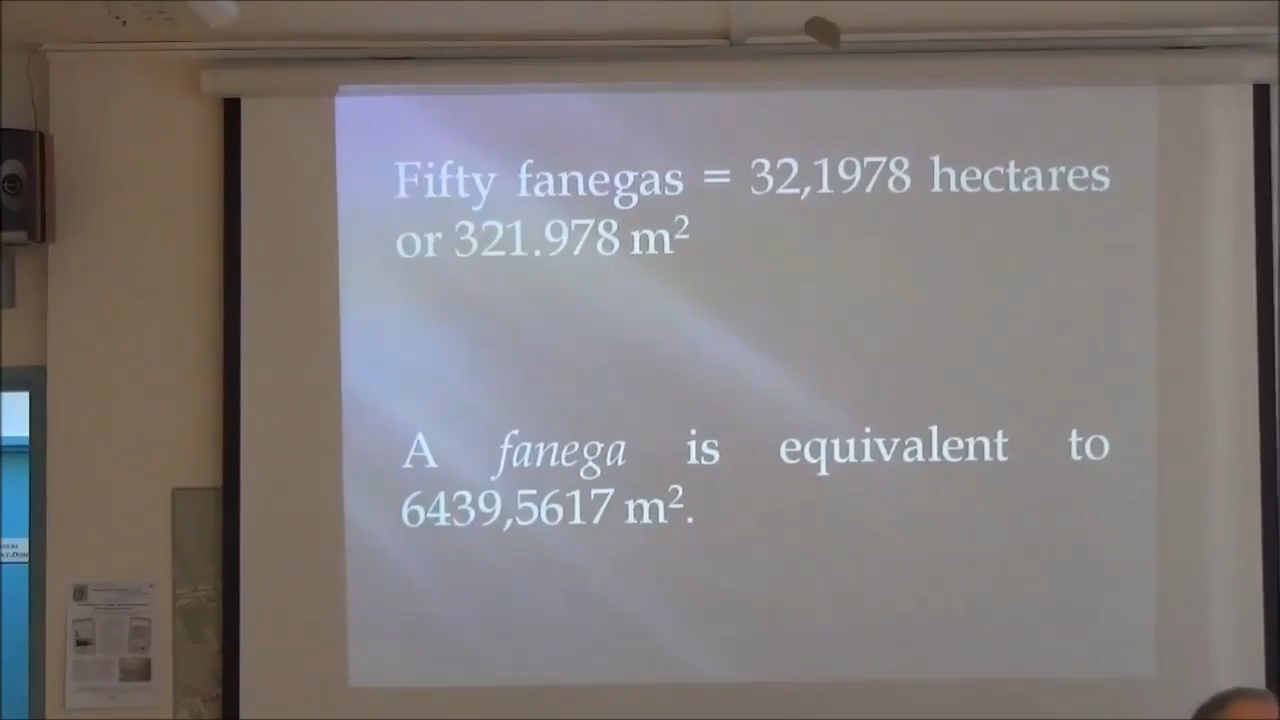 Fifty fanegas = 32,1978 hectares
or 321.978 m²
A fanega is equivalent to
6439,5617 m².